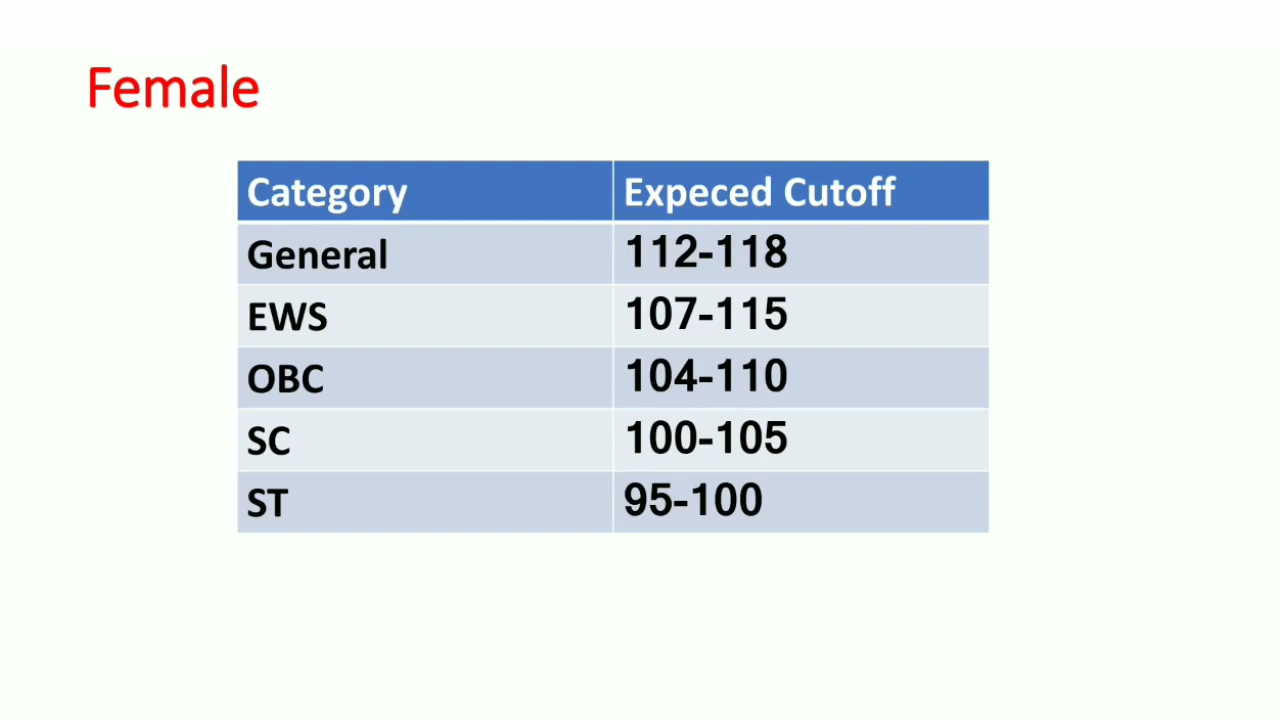 Female
Category Expeced Cutoff
General 112-118
EWS 107-115
OBC 104-110
SC 100-105
ST 95-100